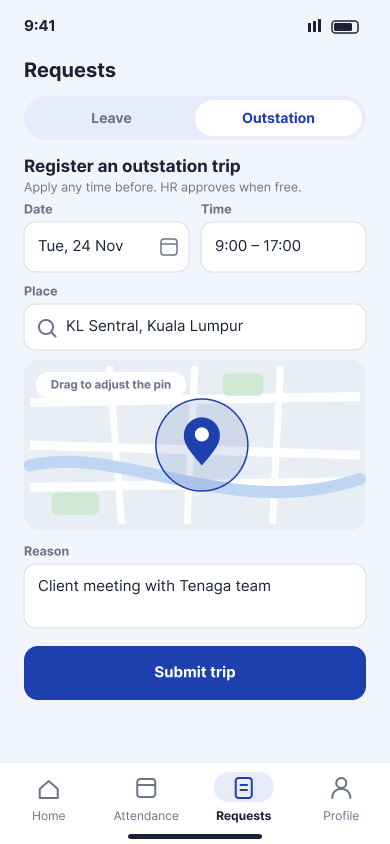 9:41
Requests
Leave
Outstation
Register an outstation trip
Apply any time before. HR approves when free.
Date
Time
Tue, 24 Nov
9:00 – 17:00
Place
KL Sentral, Kuala Lumpur
Drag to adjust the pin
Reason
Client meeting with Tenaga team
Submit trip
Home
Attendance
Requests
Profile